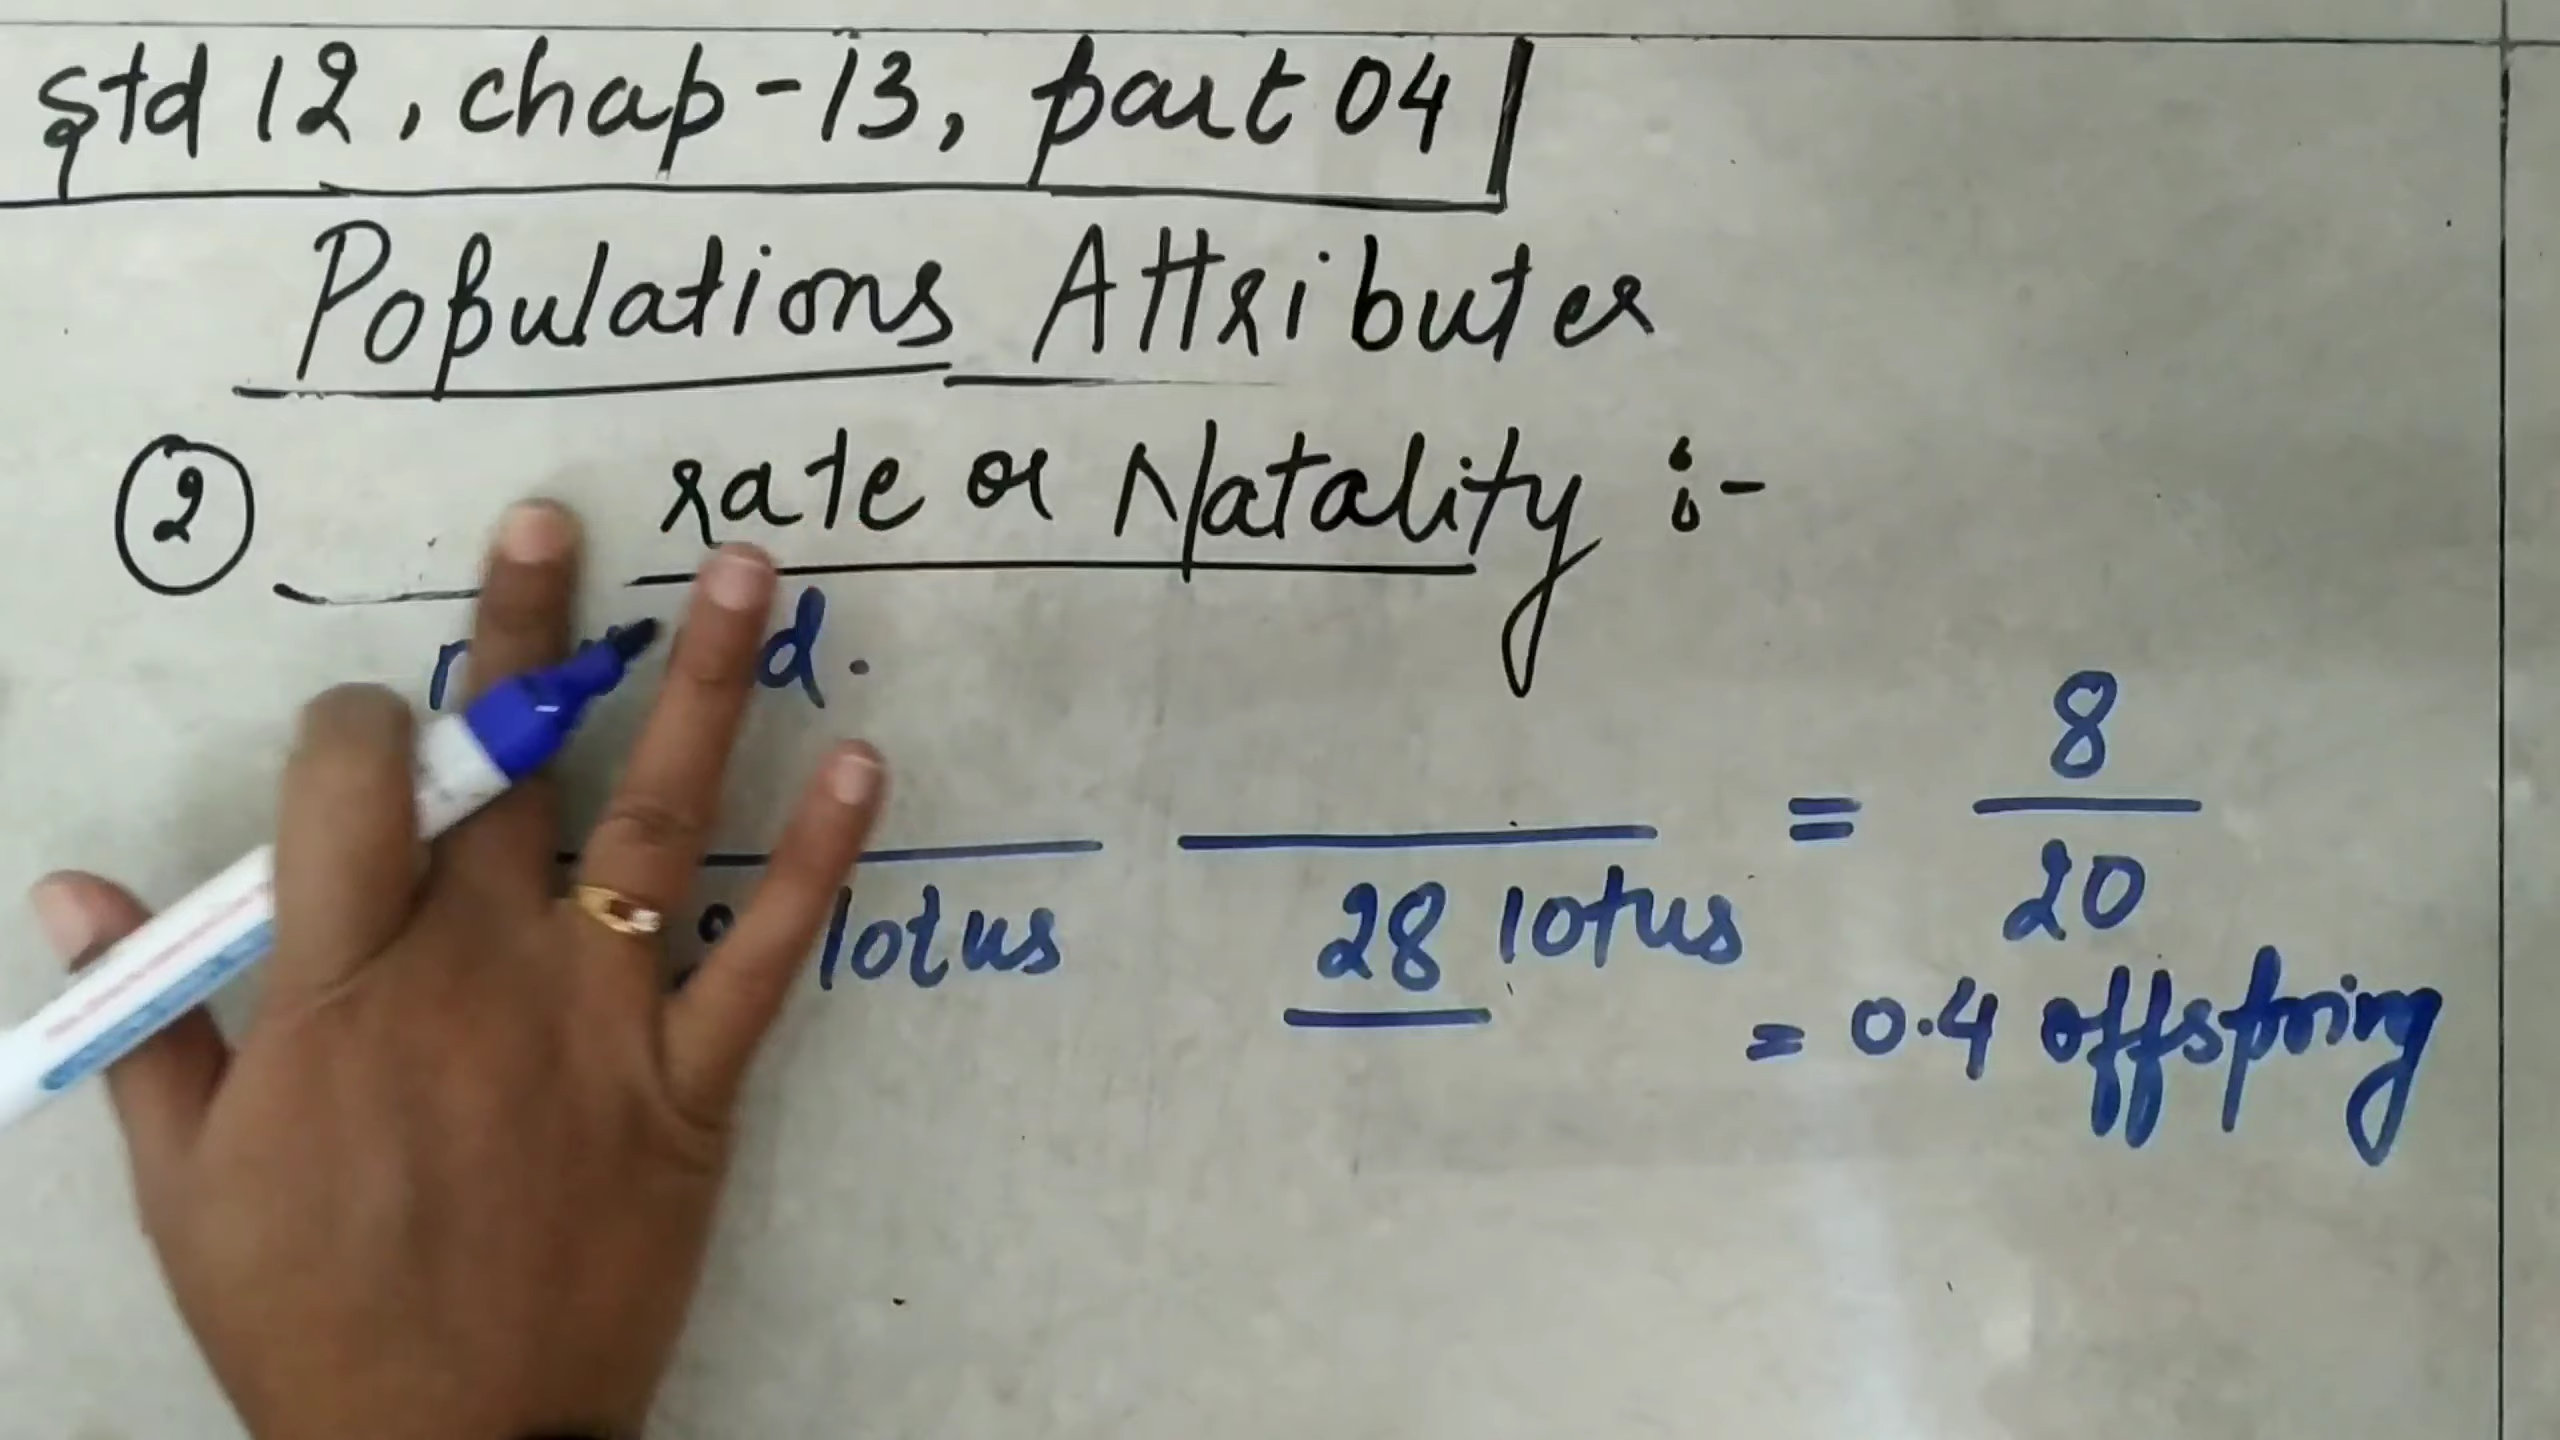 std 12, chap-13, part 04
Populations Attributes
2 rate or Natality :-
lotus 28 lotus = 8/20
= 0.4 offspring